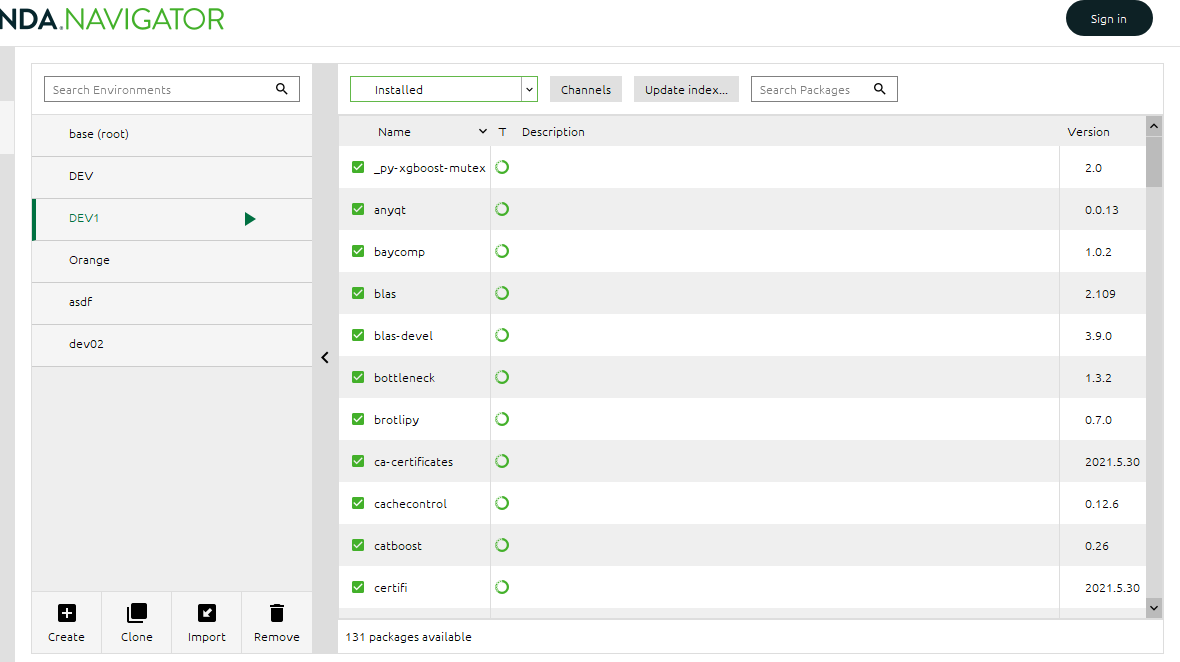 NDA.NAVIGATOR
Sign in
Search Environments
base (root)
DEV
DEV1
Orange
asdf
dev02
Create
Clone
Import
Remove
Installed
Channels
Update index...
Search Packages
Name T Description Version
_py-xgboost-mutex 2.0
anyqt 0.0.13
baycomp 1.0.2
blas 2.109
blas-devel 3.9.0
bottleneck 1.3.2
brotlipy 0.7.0
ca-certificates 2021.5.30
cachecontrol 0.12.6
catboost 0.26
certifi 2021.5.30
131 packages available